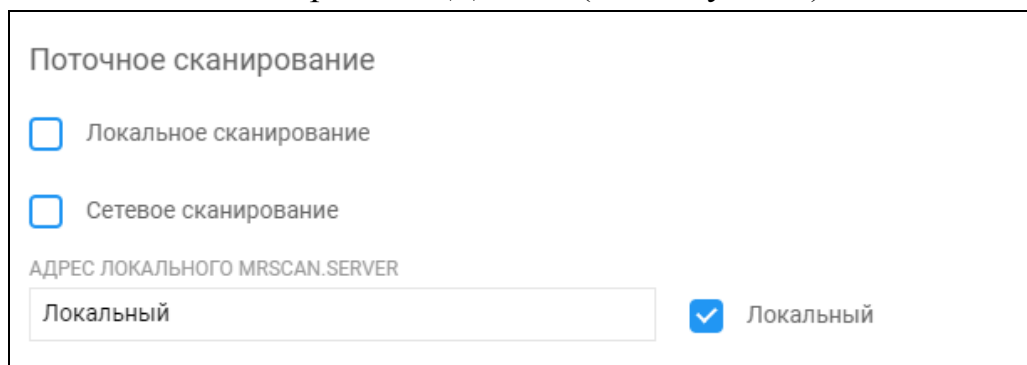 Поточное сканирование
Локальное сканирование
Сетевое сканирование
АДРЕС ЛОКАЛЬНОГО MRSCAN.SERVER
Локальный Локальный